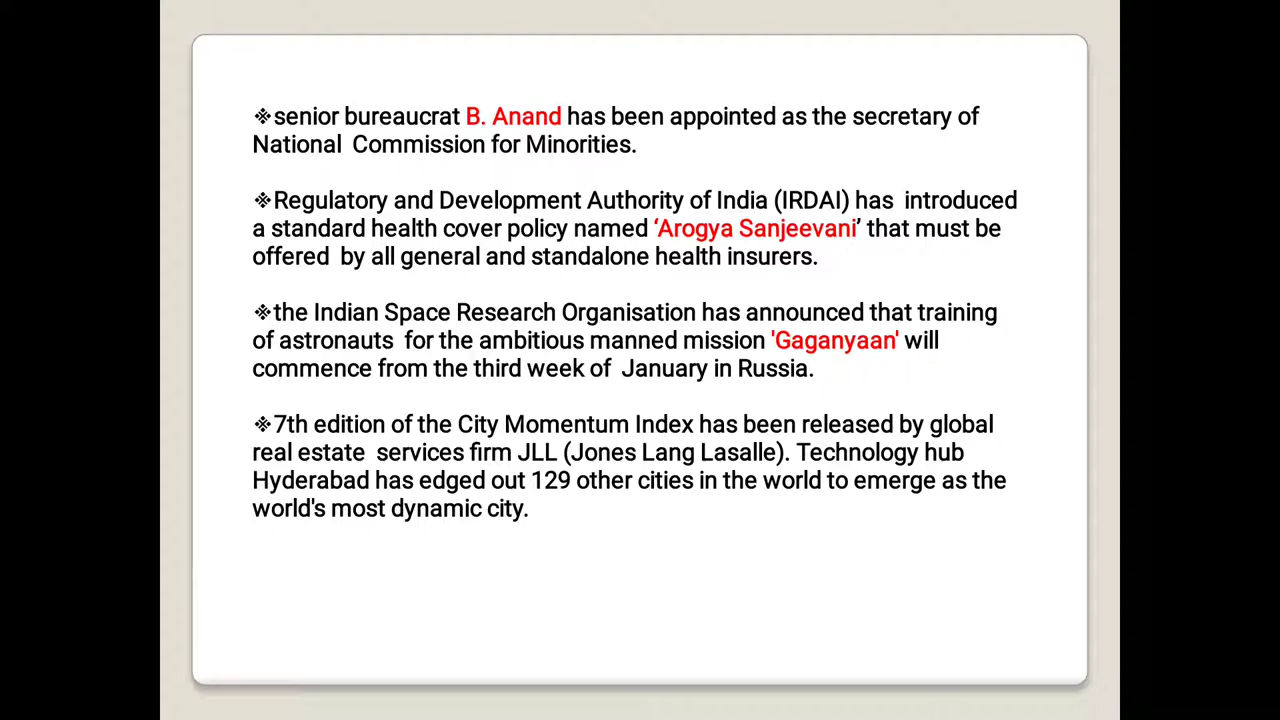 ❖senior bureaucrat B. Anand has been appointed as the secretary of
National Commission for Minorities.
❖Regulatory and Development Authority of India (IRDAI) has introduced
a standard health cover policy named ‘Arogya Sanjeevani’ that must be
offered by all general and standalone health insurers.
❖the Indian Space Research Organisation has announced that training
of astronauts for the ambitious manned mission 'Gaganyaan' will
commence from the third week of January in Russia.
❖7th edition of the City Momentum Index has been released by global
real estate services firm JLL (Jones Lang Lasalle). Technology hub
Hyderabad has edged out 129 other cities in the world to emerge as the
world's most dynamic city.